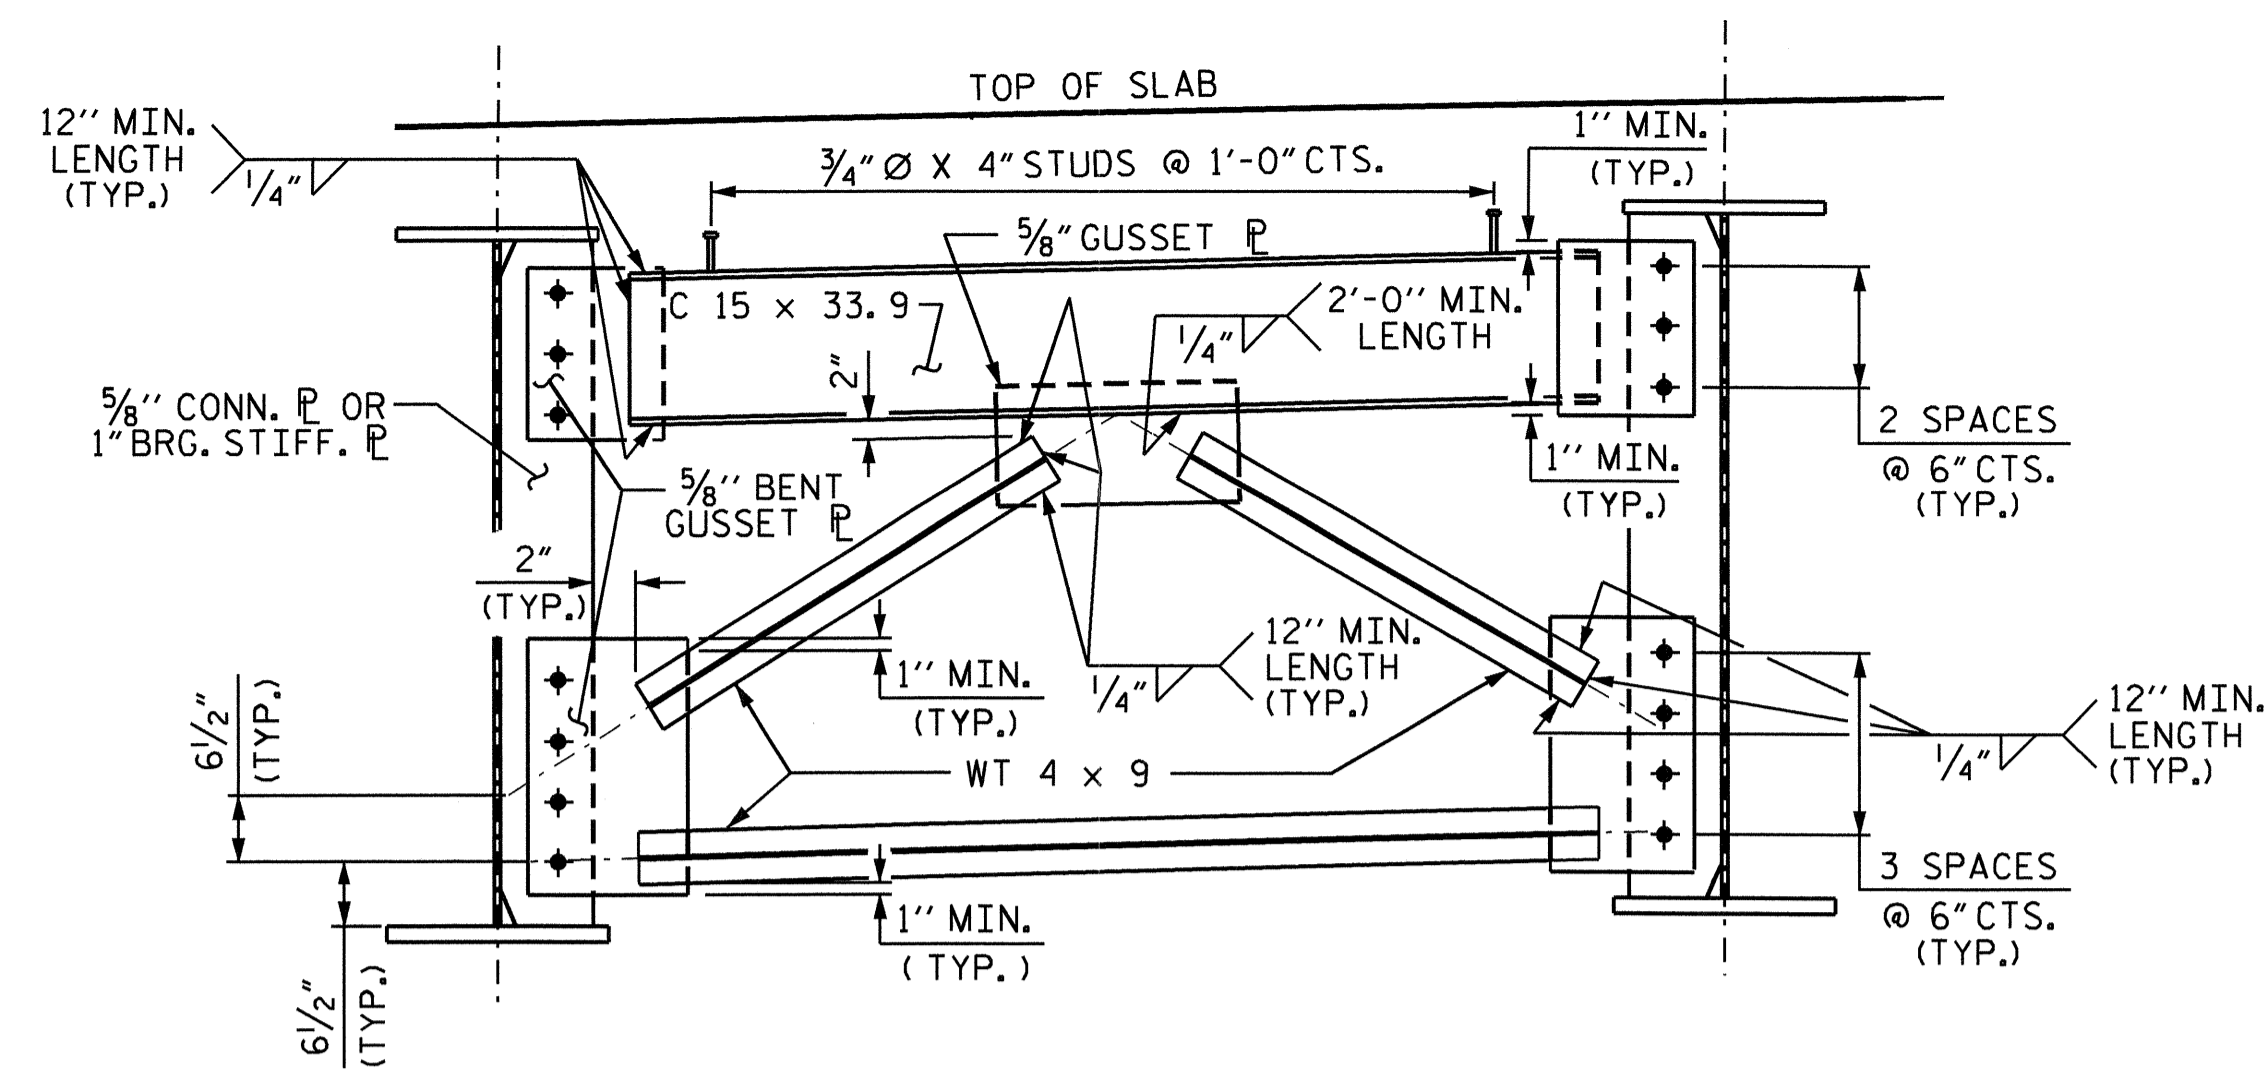 TOP OF SLAB
12" MIN.
LENGTH
(TYP.)
1/4"
3/4" Ø X 4" STUDS @ 1'-0" CTS.
1" MIN.
(TYP.)
5/8" GUSSET ℄
C 15 x 33.9
2'-0" MIN.
LENGTH
1/4"
2"
5/8" CONN. PL OR
1" BRG. STIFF. PL
5/8" BENT
GUSSET PL
1" MIN.
(TYP.)
2 SPACES
@ 6" CTS.
(TYP.)
2"
(TYP.)
1" MIN.
(TYP.)
12" MIN.
LENGTH
(TYP.)
1/4"
6 1/2"
(TYP.)
WT 4 x 9
12" MIN.
LENGTH
(TYP.)
1/4"
3 SPACES
@ 6" CTS.
(TYP.)
1" MIN.
(TYP.)
6 1/2"
(TYP.)